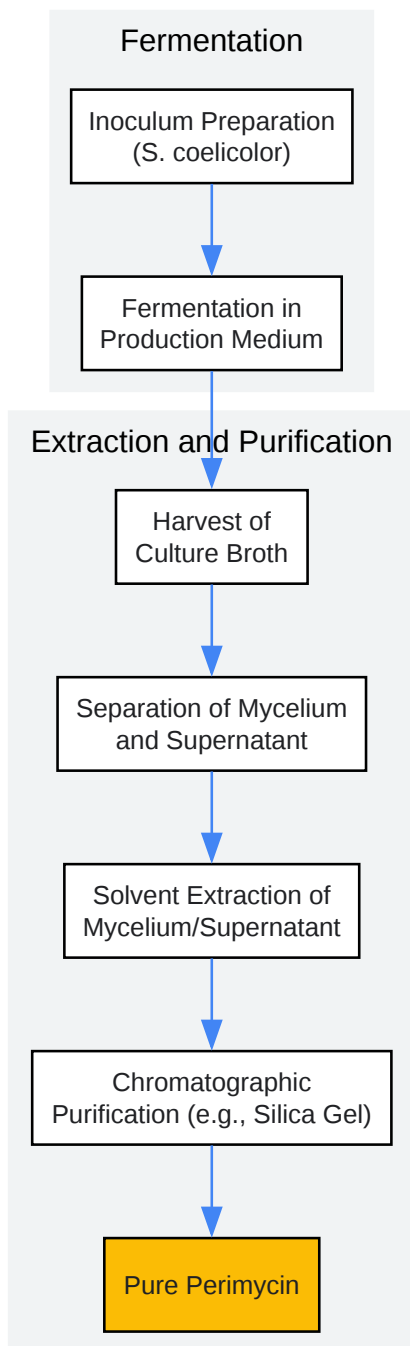 Fermentation
Inoculum Preparation
(S. coelicolor)
Fermentation in
Production Medium
Extraction and Purification
Harvest of
Culture Broth
Separation of Mycelium
and Supernatant
Solvent Extraction of
Mycelium/Supernatant
Chromatographic
Purification (e.g., Silica Gel)
Pure Perimycin